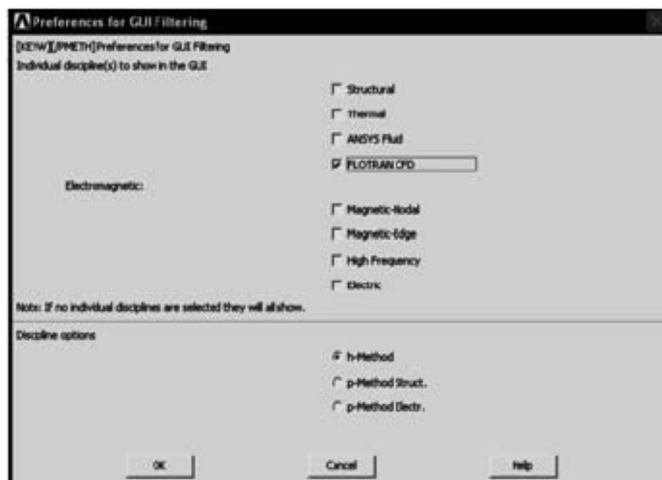 Preferences for GUI Filtering
[KEYW][/PMETH]Preferences for GUI Filtering
Individual discipline(s) to show in the GUI
Structural
Thermal
ANSYS Fluid
FLOTRAN CFD
Electromagnetic:
Magnetic-Nodal
Magnetic-Edge
High Frequency
Electric
Note: If no individual disciplines are selected they will all show.
Discipline options
h-Method
p-Method Struct.
p-Method Electr.
OK Cancel Help